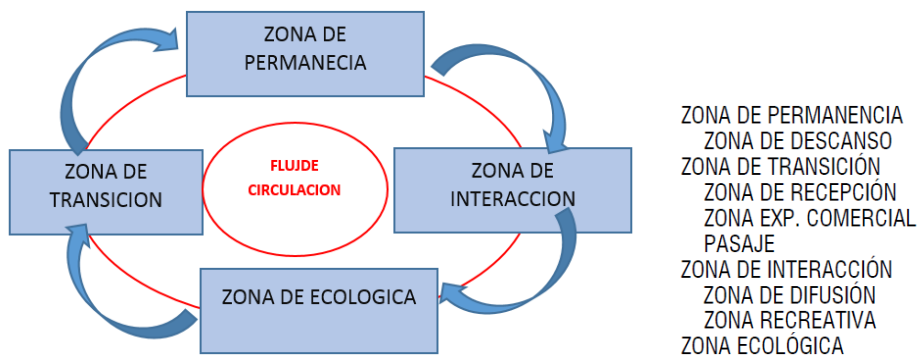 ZONA DE
PERMANECIA
ZONA DE
TRANSICION
FLUJDE
CIRCULACION
ZONA DE
INTERACCION
ZONA DE ECOLOGICA
ZONA DE PERMANENCIA
ZONA DE DESCANSO
ZONA DE TRANSICIÓN
ZONA DE RECEPCIÓN
ZONA EXP. COMERCIAL
PASAJE
ZONA DE INTERACCIÓN
ZONA DE DIFUSIÓN
ZONA RECREATIVA
ZONA ECOLÓGICA